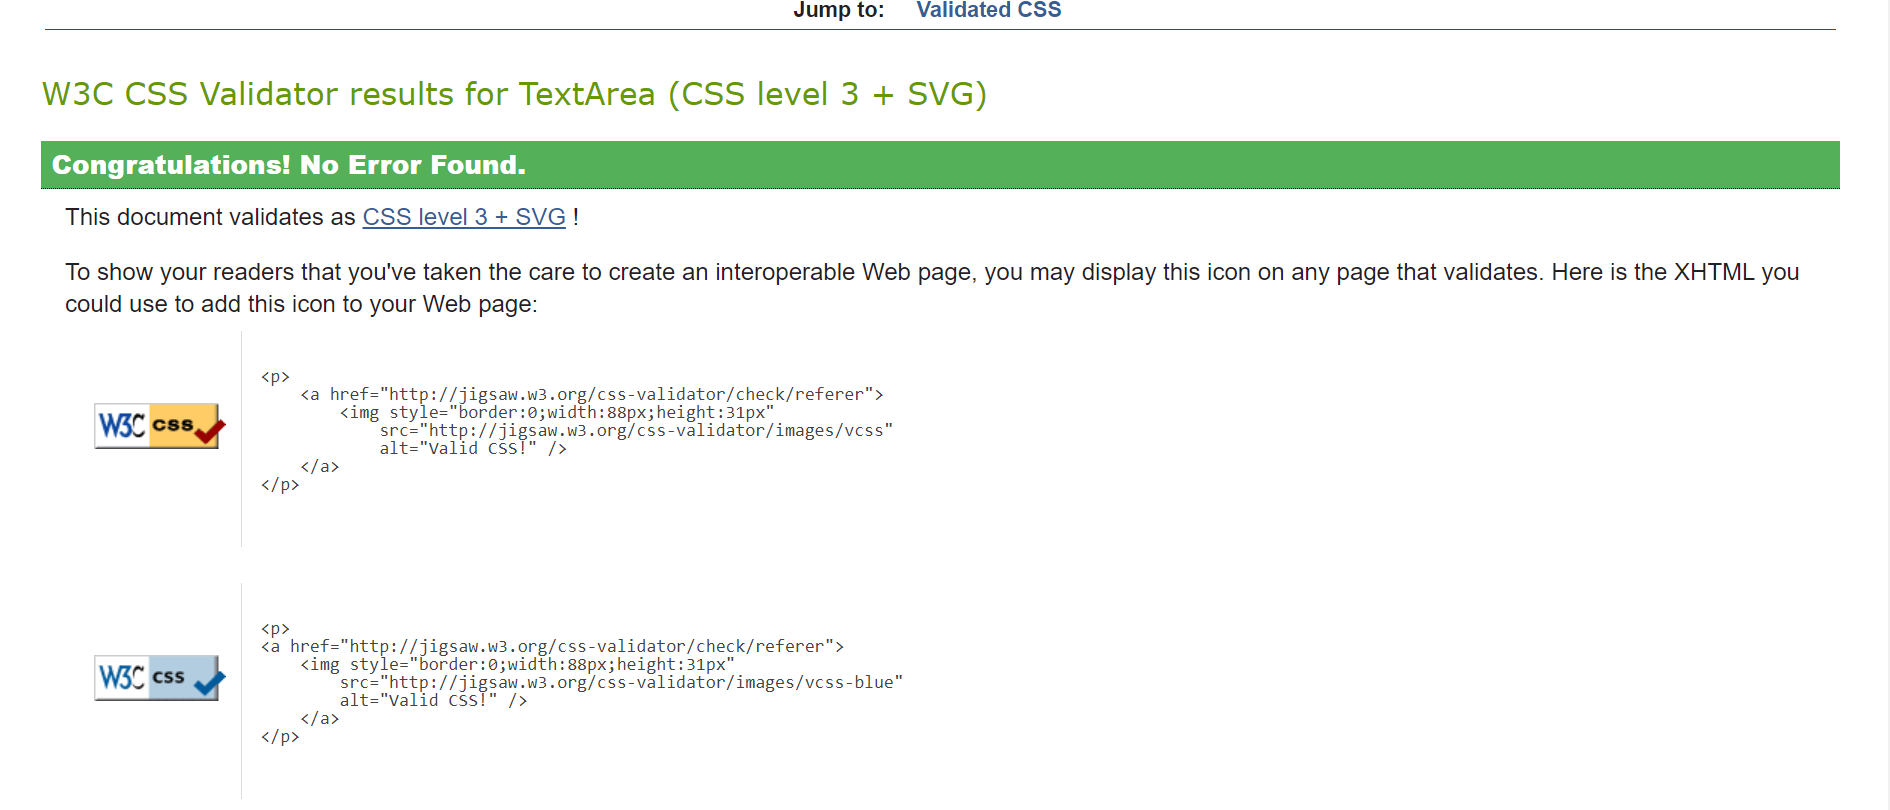 Jump to: Validated CSS
W3C CSS Validator results for TextArea (CSS level 3 + SVG)
Congratulations! No Error Found.
This document validates as CSS level 3 + SVG !
To show your readers that you've taken the care to create an interoperable Web page, you may display this icon on any page that validates. Here is the XHTML you
could use to add this icon to your Web page:
W3C css
<p>
    <a href="http://jigsaw.w3.org/css-validator/check/referer">
        <img style="border:0;width:88px;height:31px"
            src="http://jigsaw.w3.org/css-validator/images/vcss"
            alt="Valid CSS!" />
    </a>
</p>
W3C css
<p>
<a href="http://jigsaw.w3.org/css-validator/check/referer">
    <img style="border:0;width:88px;height:31px"
        src="http://jigsaw.w3.org/css-validator/images/vcss-blue"
        alt="Valid CSS!" />
    </a>
</p>